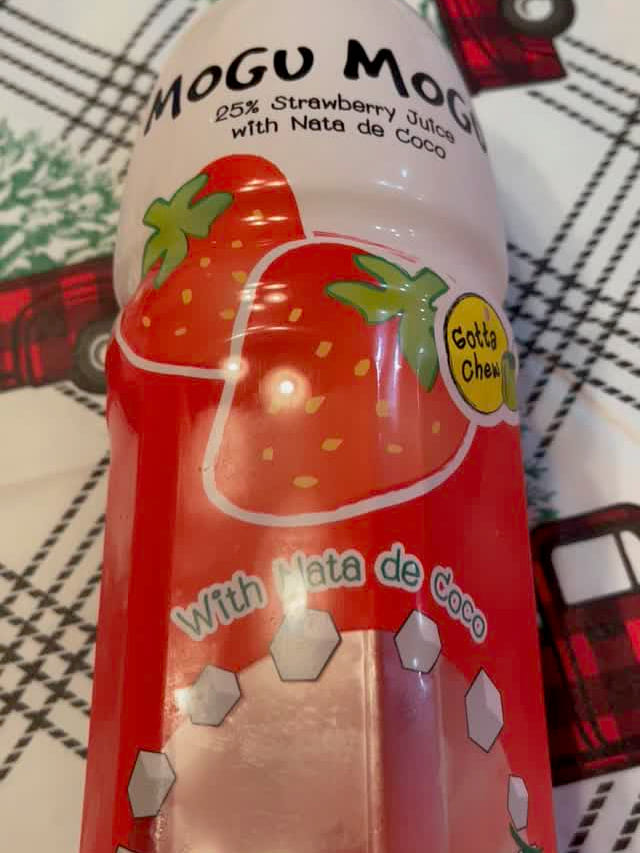 MOGU MOGU
25% Strawberry Juice
with Nata de Coco
Gotta
Chew
With Nata de Coco